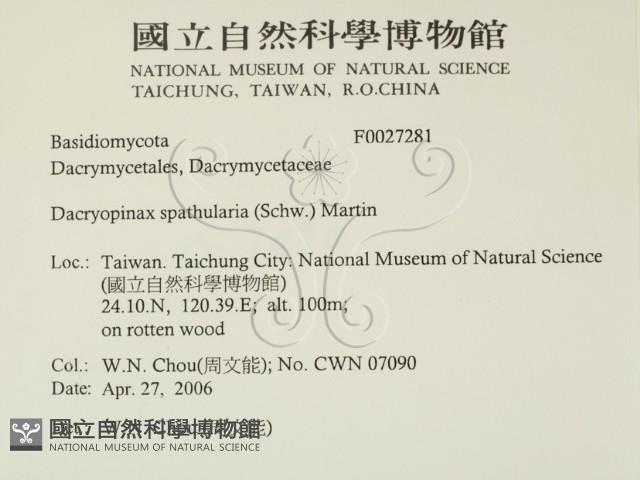 國立自然科學博物館
NATIONAL MUSEUM OF NATURAL SCIENCE
TAICHUNG, TAIWAN, R.O.CHINA
Basidiomycota F0027281
Dacrymycetales, Dacrymycetaceae
Dacryopinax spathularia (Schw.) Martin
Loc.: Taiwan. Taichung City: National Museum of Natural Science
(國立自然科學博物館)
24.10.N, 120.39.E; alt. 100m;
on rotten wood
Col.: W.N. Chou(周文能); No. CWN 07090
Date: Apr. 27, 2006
國立自然科學博物館
NATIONAL MUSEUM OF NATURAL SCIENCE